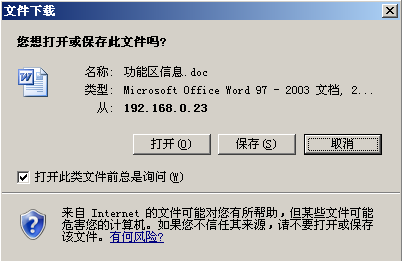 文件下载
您想打开或保存此文件吗?
名称: 功能区信息.doc
类型: Microsoft Office Word 97 - 2003 文档, 2...
从: 192.168.0.23
打开(O) 保存(S) 取消
打开此类文件前总是询问(W)
来自 Internet 的文件可能对您有所帮助，但某些文件可能
危害您的计算机。如果您不信任其来源，请不要打开或保存
该文件。有何风险?